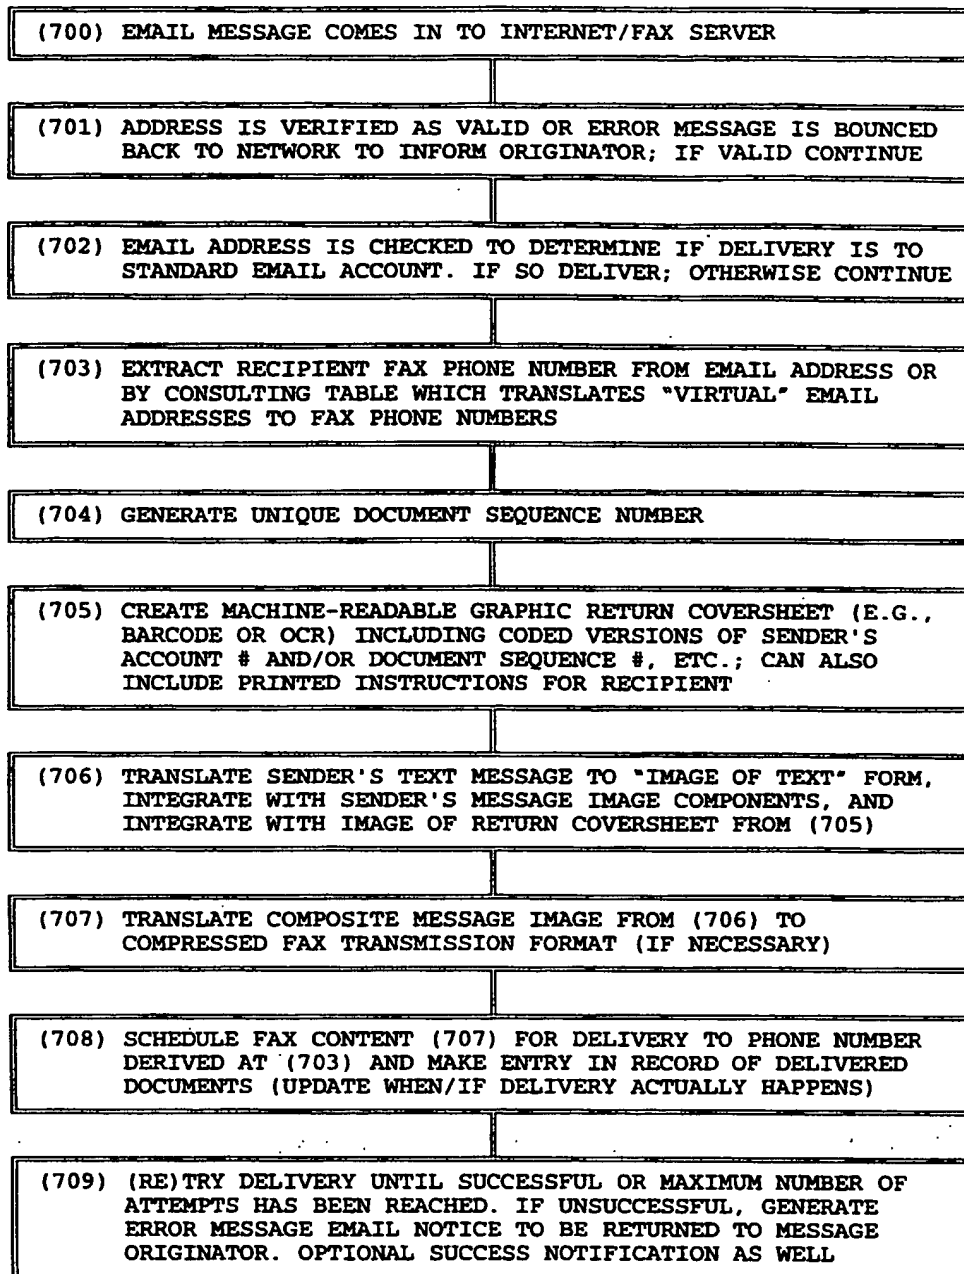 (700) EMAIL MESSAGE COMES IN TO INTERNET/FAX SERVER
(701) ADDRESS IS VERIFIED AS VALID OR ERROR MESSAGE IS BOUNCED
BACK TO NETWORK TO INFORM ORIGINATOR; IF VALID CONTINUE
(702) EMAIL ADDRESS IS CHECKED TO DETERMINE IF DELIVERY IS TO
STANDARD EMAIL ACCOUNT. IF SO DELIVER; OTHERWISE CONTINUE
(703) EXTRACT RECIPIENT FAX PHONE NUMBER FROM EMAIL ADDRESS OR
BY CONSULTING TABLE WHICH TRANSLATES "VIRTUAL" EMAIL
ADDRESSES TO FAX PHONE NUMBERS
(704) GENERATE UNIQUE DOCUMENT SEQUENCE NUMBER
(705) CREATE MACHINE-READABLE GRAPHIC RETURN COVERSHEET (E.G.,
BARCODE OR OCR) INCLUDING CODED VERSIONS OF SENDER'S
ACCOUNT # AND/OR DOCUMENT SEQUENCE #, ETC.; CAN ALSO
INCLUDE PRINTED INSTRUCTIONS FOR RECIPIENT
(706) TRANSLATE SENDER'S TEXT MESSAGE TO "IMAGE OF TEXT" FORM,
INTEGRATE WITH SENDER'S MESSAGE IMAGE COMPONENTS, AND
INTEGRATE WITH IMAGE OF RETURN COVERSHEET FROM (705)
(707) TRANSLATE COMPOSITE MESSAGE IMAGE FROM (706) TO
COMPRESSED FAX TRANSMISSION FORMAT (IF NECESSARY)
(708) SCHEDULE FAX CONTENT (707) FOR DELIVERY TO PHONE NUMBER
DERIVED AT (703) AND MAKE ENTRY IN RECORD OF DELIVERED
DOCUMENTS (UPDATE WHEN/IF DELIVERY ACTUALLY HAPPENS)
(709) (RE)TRY DELIVERY UNTIL SUCCESSFUL OR MAXIMUM NUMBER OF
ATTEMPTS HAS BEEN REACHED. IF UNSUCCESSFUL, GENERATE
ERROR MESSAGE EMAIL NOTICE TO BE RETURNED TO MESSAGE
ORIGINATOR. OPTIONAL SUCCESS NOTIFICATION AS WELL